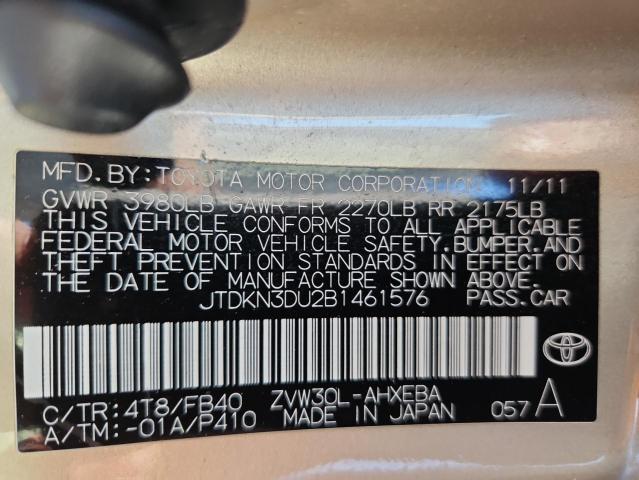 MFD.BY:TOYOTA MOTOR CORPORATION 11/11
GVWR 3980LB GAWR FR 2270LB RR 2175LB
THIS VEHICLE CONFORMS TO ALL APPLICABLE
FEDERAL MOTOR VEHICLE SAFETY,BUMPER,AND
THEFT PREVENTION STANDARDS IN EFFECT ON
THE DATE OF MANUFACTURE SHOWN ABOVE.
JTDKN3DU2B1461576 PASS.CAR
C/TR:4T8/FB40 ZVW30L-AHXEBA
A/TM:-01A/P410 MADE IN JAPAN 057A
TOYOTA